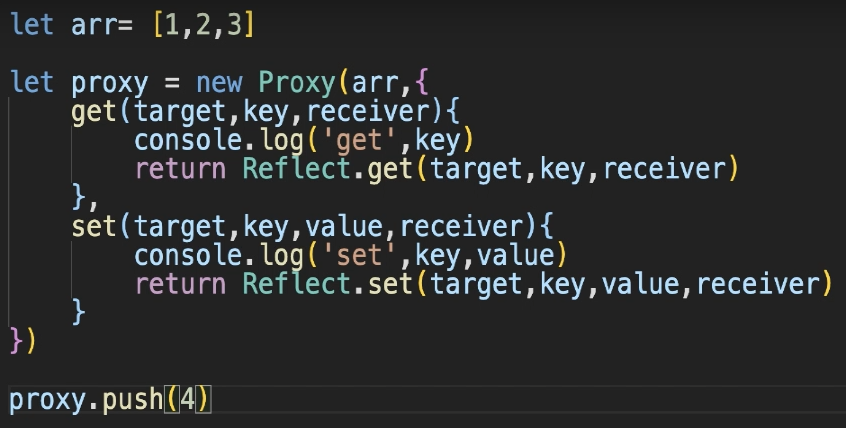 let arr= [1,2,3]
let proxy = new Proxy(arr,{
get(target,key,receiver){
console.log('get',key)
return Reflect.get(target,key,receiver)
},
set(target,key,value,receiver){
console.log('set',key,value)
return Reflect.set(target,key,value,receiver)
}
})
proxy.push(4)